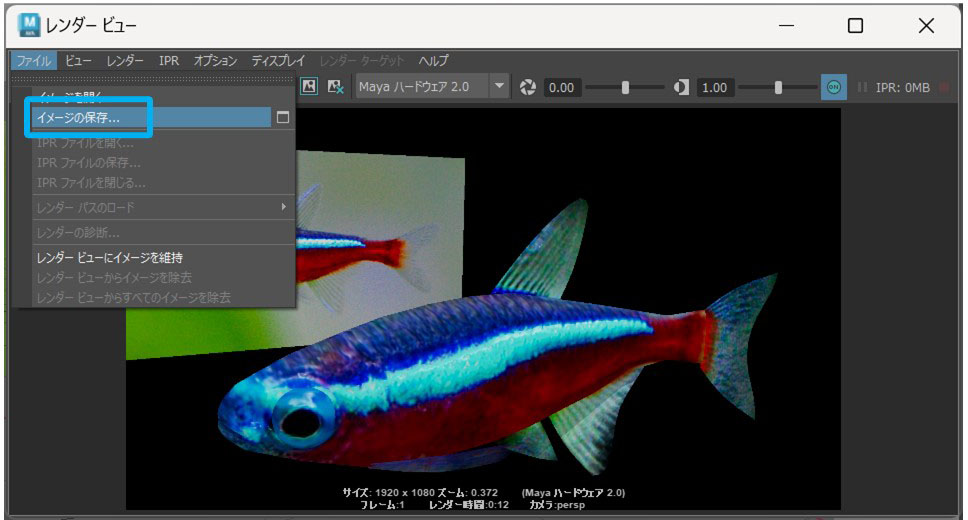 レンダー ビュー
ファイル ビュー レンダー IPR オプション ディスプレイ レンダー ターゲット ヘルプ
Maya ハードウェア 2.0 0.00 1.00 IPR: 0MB
イメージを開く
イメージの保存...
IPR ファイルを開く...
IPR ファイルの保存...
IPR ファイルを閉じる...
レンダー パスのロード
レンダーの診断...
レンダー ビューにイメージを維持
レンダー ビューからイメージを除去
レンダー ビューからすべてのイメージを除去
サイズ: 1920 x 1080 ズーム: 0.372 (Maya ハードウェア 2.0)
フレーム:1 レンダー時間:0:12 カメラ:persp